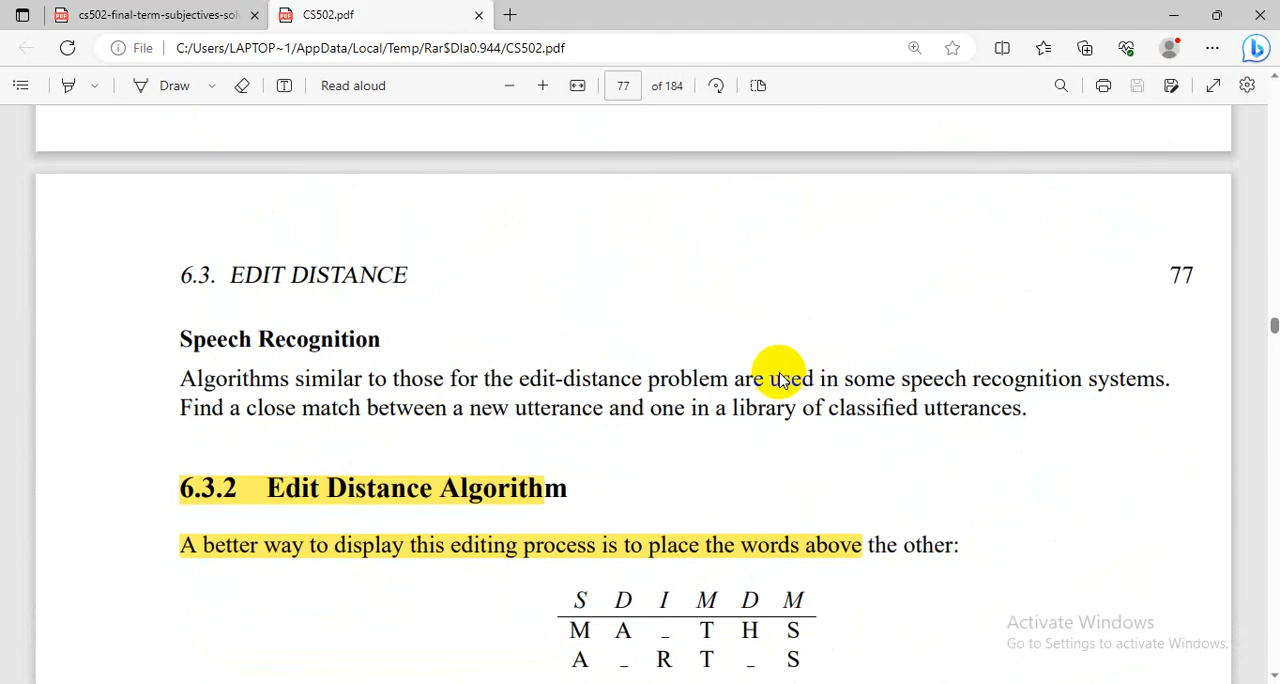 cs502-final-term-subjectives-sol
CS502.pdf
File C:/Users/LAPTOP~1/AppData/Local/Temp/Rar$DIa0.944/CS502.pdf
Draw Read aloud 77 of 184
6.3. EDIT DISTANCE 77
Speech Recognition
Algorithms similar to those for the edit-distance problem are used in some speech recognition systems.
Find a close match between a new utterance and one in a library of classified utterances.
6.3.2 Edit Distance Algorithm
A better way to display this editing process is to place the words above the other:
S D I M D M
M A _ T H S
A _ R T _ S
Activate Windows
Go to Settings to activate Windows.